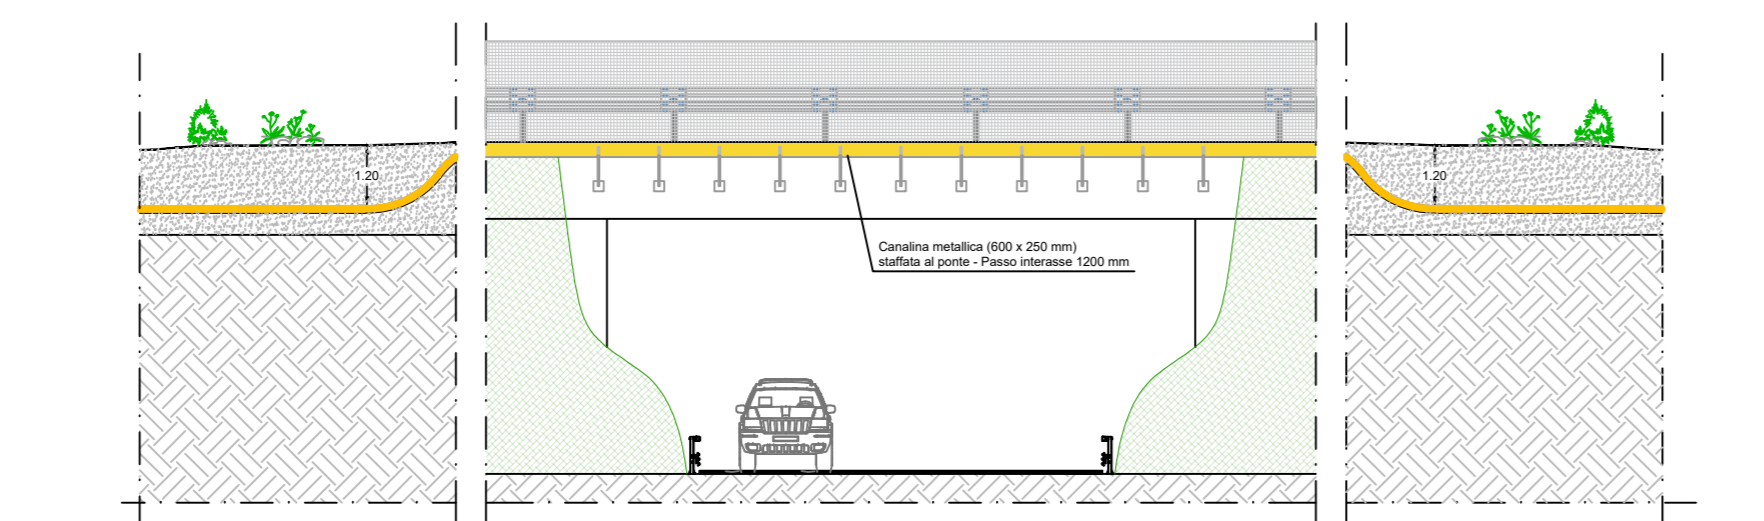 1.20
Canalina metallica (600 x 250 mm)
staffata al ponte - Passo interasse 1200 mm
1.20